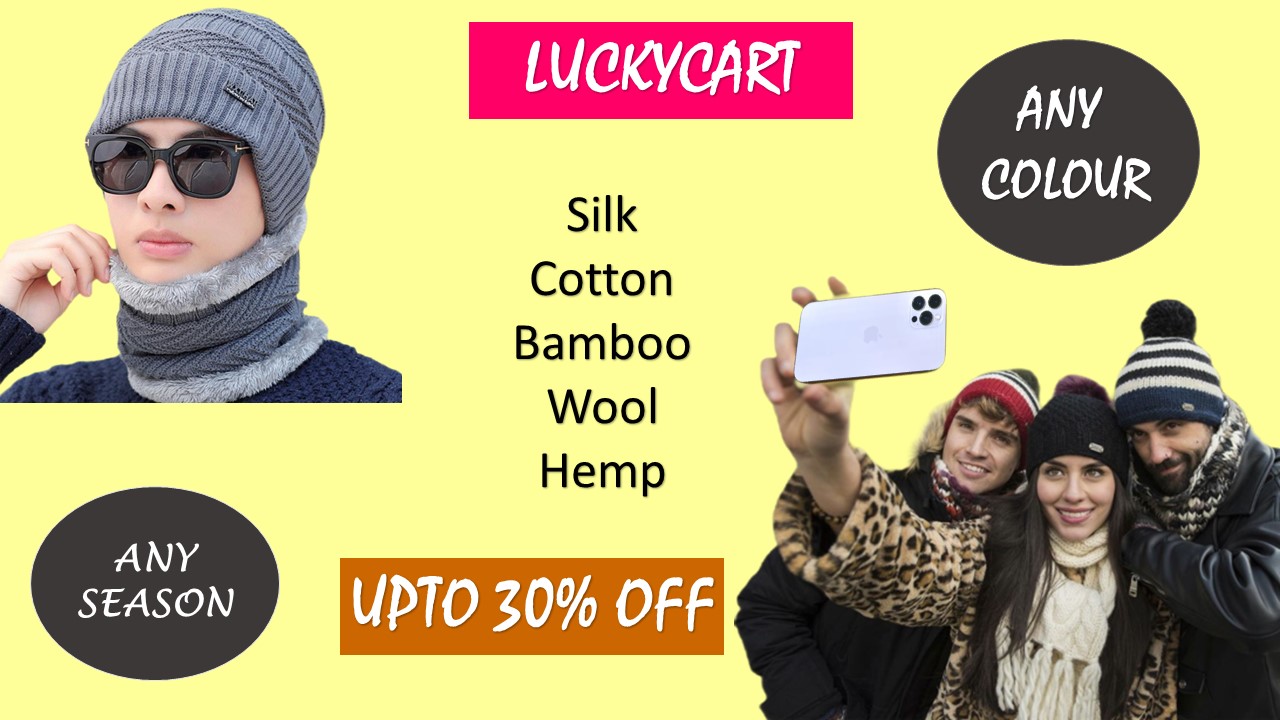 LUCKYCART
ANY
COLOUR
Silk
Cotton
Bamboo
Wool
Hemp
ANY
SEASON
UPTO 30% OFF